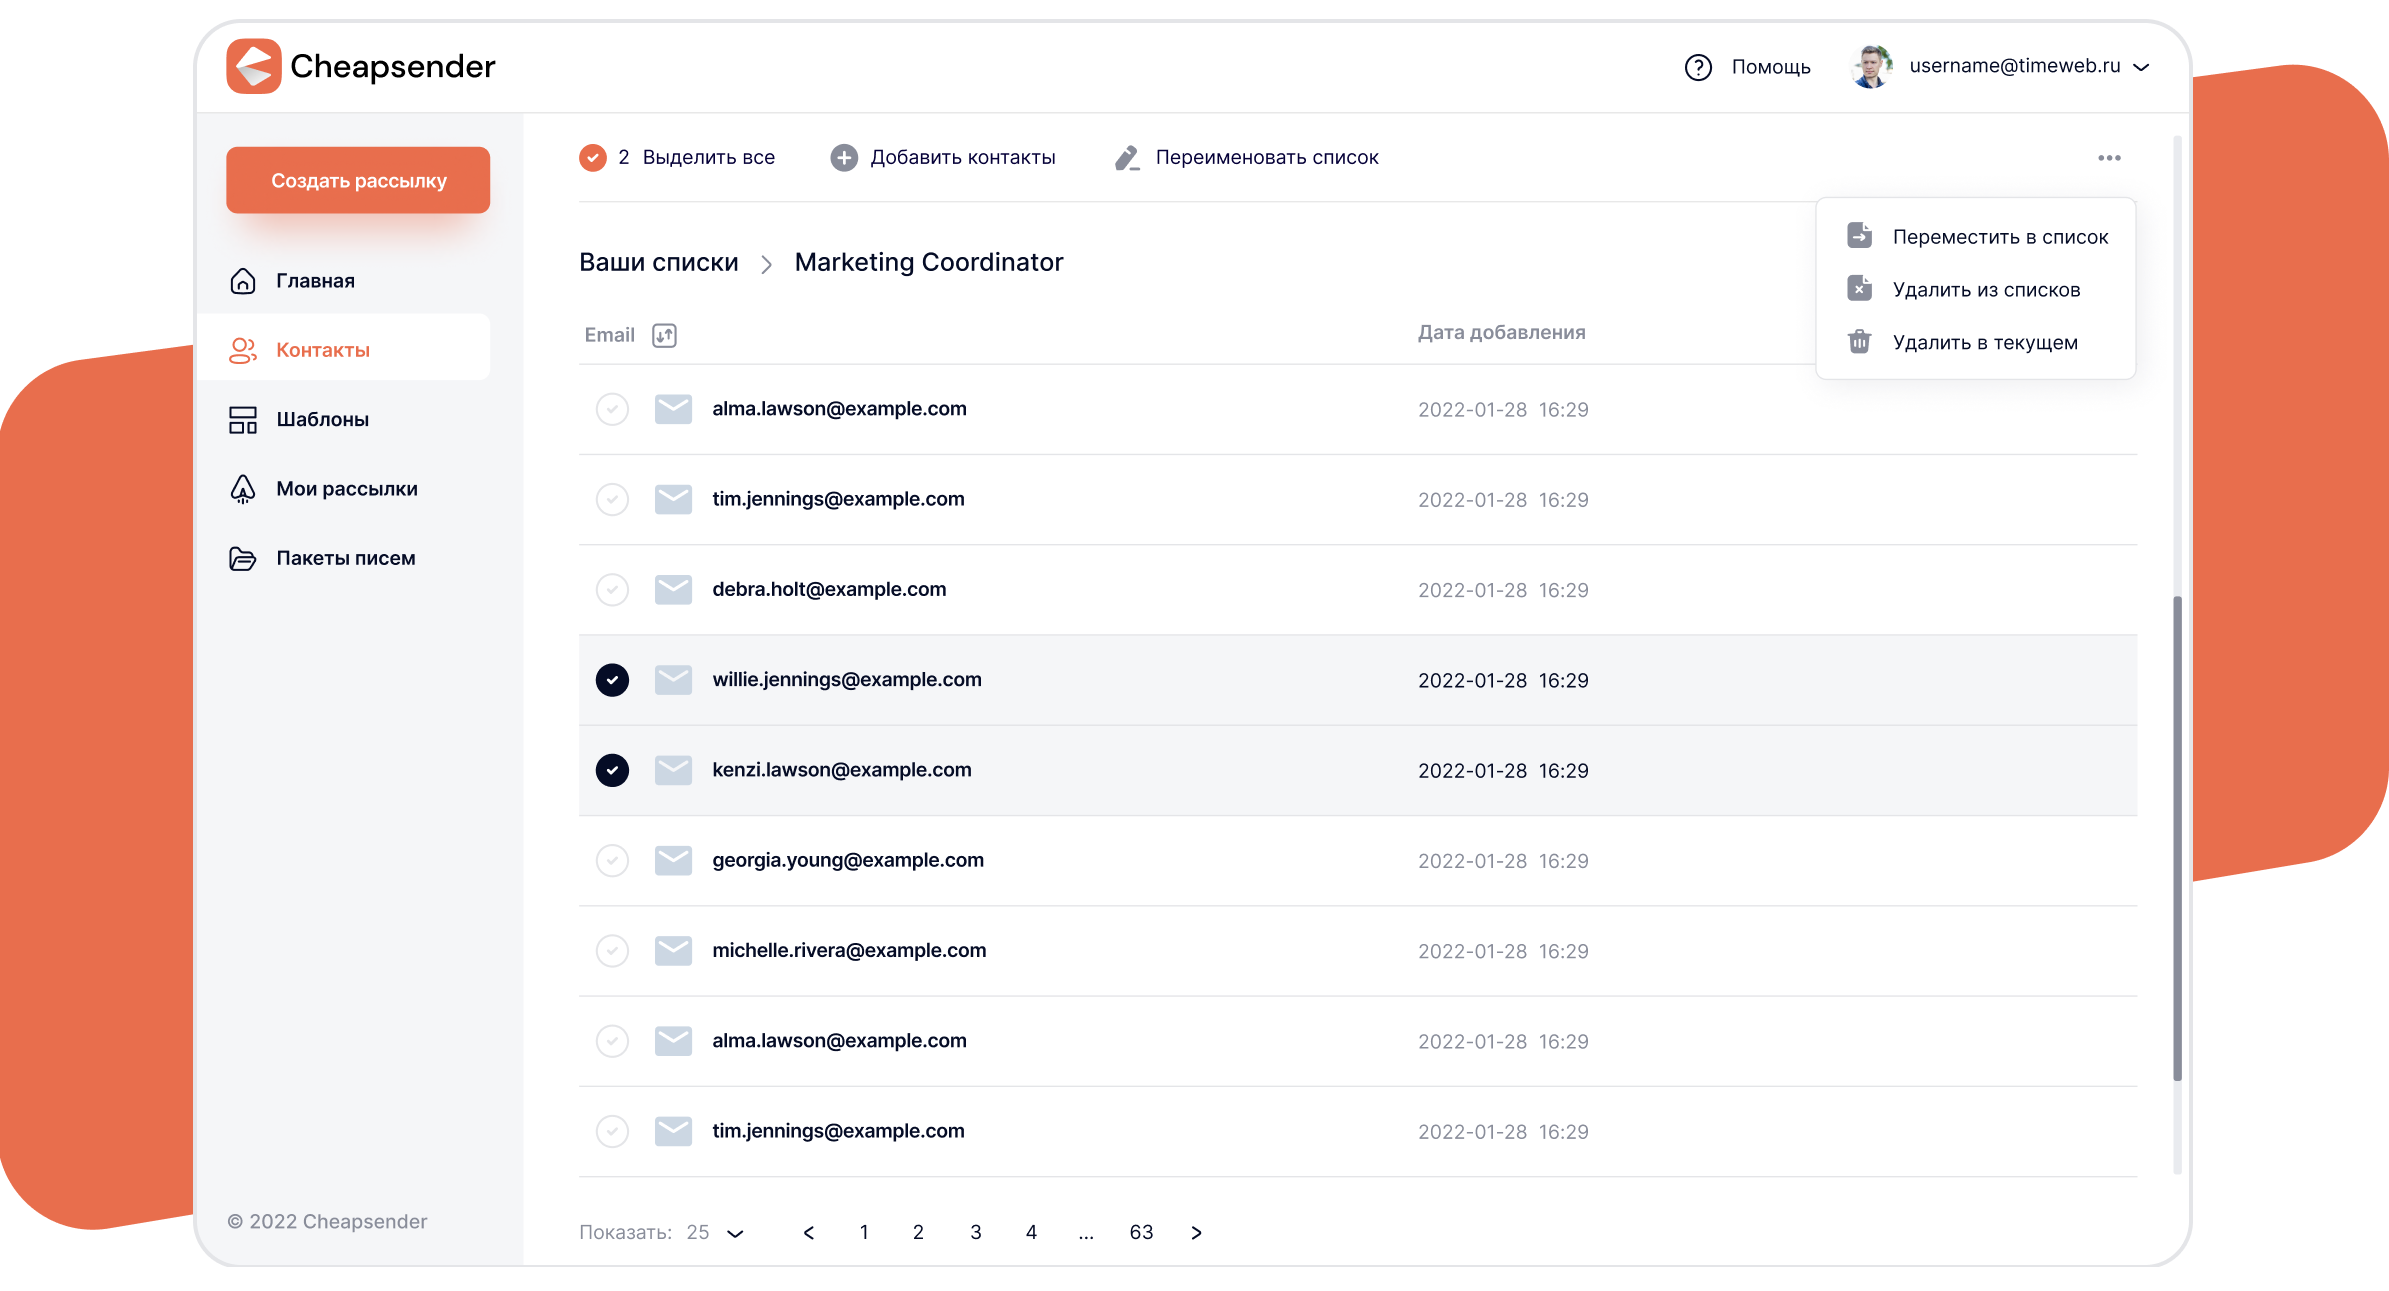 Cheapsender
Помощь
username@timeweb.ru
Создать рассылку
Главная
Контакты
Шаблоны
Мои рассылки
Пакеты писем
© 2022 Cheapsender
2 Выделить все
Добавить контакты
Переименовать список
Переместить в список
Удалить из списков
Удалить в текущем
Ваши списки > Marketing Coordinator
Email Дата добавления
alma.lawson@example.com 2022-01-28 16:29
tim.jennings@example.com 2022-01-28 16:29
debra.holt@example.com 2022-01-28 16:29
willie.jennings@example.com 2022-01-28 16:29
kenzi.lawson@example.com 2022-01-28 16:29
georgia.young@example.com 2022-01-28 16:29
michelle.rivera@example.com 2022-01-28 16:29
alma.lawson@example.com 2022-01-28 16:29
tim.jennings@example.com 2022-01-28 16:29
Показать: 25 < 1 2 3 4 ... 63 >